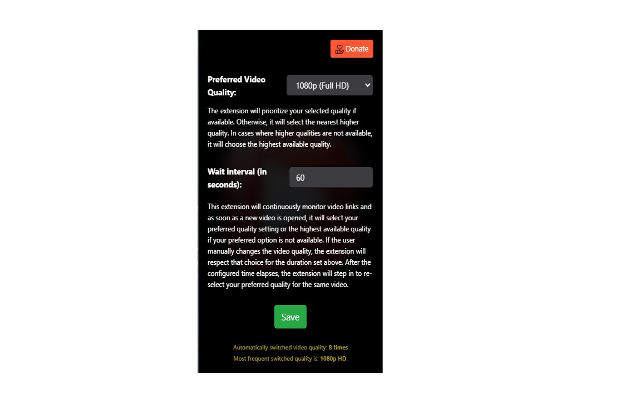 Donate
Preferred Video
Quality:
1080p (Full HD)
The extension will prioritize your selected quality if
available. Otherwise, it will select the nearest higher
quality. In cases where higher qualities are not available,
it will choose the highest available quality.
Wait interval (in
seconds):
60
This extension will continuously monitor video links and
as soon as a new video is opened, it will select your
preferred quality setting or the highest available quality
if your preferred option is not available. If the user
manually changes the video quality, the extension will
respect that choice for the duration set above. After the
configured time elapses, the extension will step in to re-
select your preferred quality for the same video.
Save
Automatically switched video quality: 8 times
Most frequent switched quality is: 1080p HD.